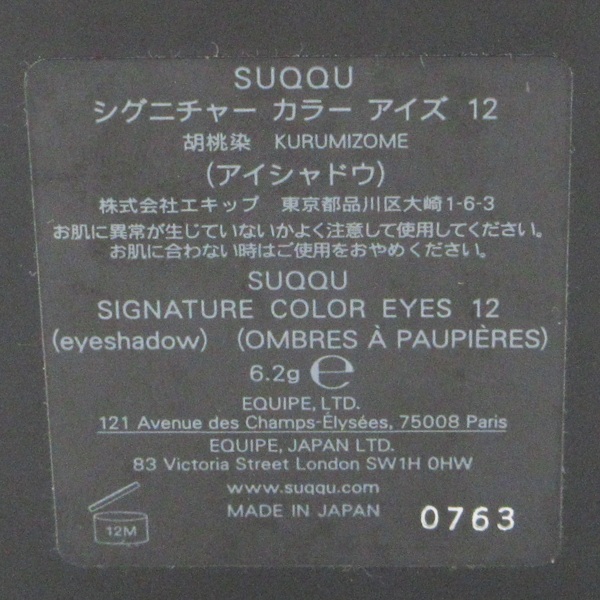 SUQQU
シグニチャー カラー アイズ 12
胡桃染 KURUMIZOME
(アイシャドウ)
株式会社エキップ 東京都品川区大崎1-6-3
お肌に異常が生じていないかよく注意して使用してください。
お肌に合わない時はご使用をおやめください。
SUQQU
SIGNATURE COLOR EYES 12
(eyeshadow) (OMBRES À PAUPIÈRES)
6.2g ℮
EQUIPE, LTD.
121 Avenue des Champs-Élysées, 75008 Paris
EQUIPE, JAPAN LTD.
83 Victoria Street London SW1H 0HW
www.suqqu.com
MADE IN JAPAN
12M
0763